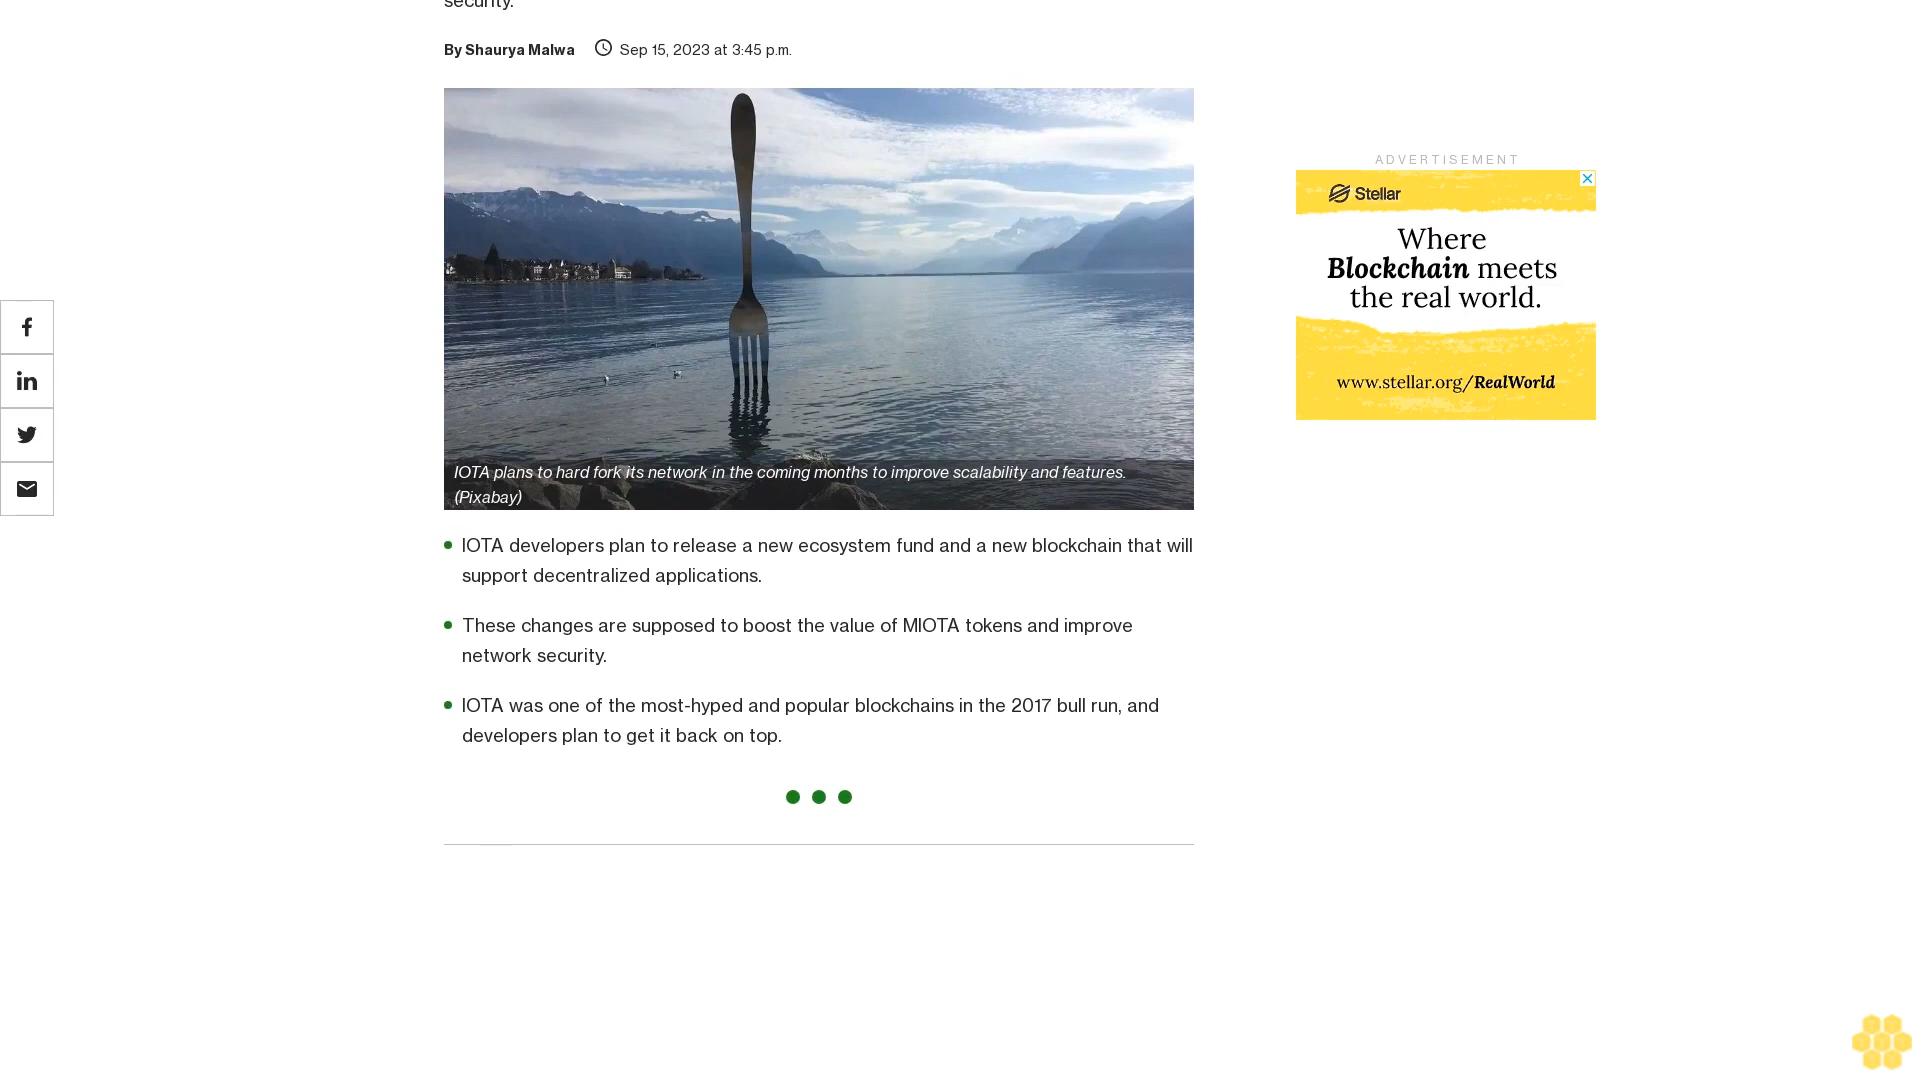 security.
By Shaurya Malwa Sep 15, 2023 at 3:45 p.m.
IOTA plans to hard fork its network in the coming months to improve scalability and features.
(Pixabay)
IOTA developers plan to release a new ecosystem fund and a new blockchain that will
support decentralized applications.
These changes are supposed to boost the value of MIOTA tokens and improve
network security.
IOTA was one of the most-hyped and popular blockchains in the 2017 bull run, and
developers plan to get it back on top.
ADVERTISEMENT
Stellar
Where
Blockchain meets
the real world.
www.stellar.org/RealWorld